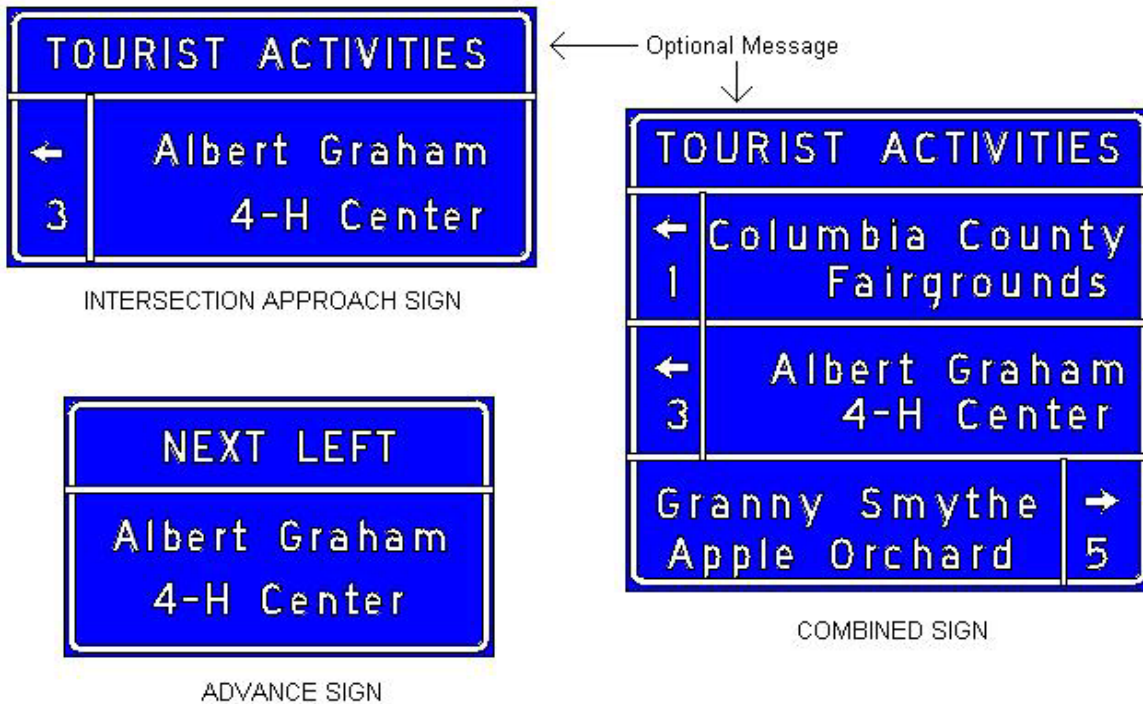 TOURIST ACTIVITIES
←
3
Albert Graham
4-H Center
INTERSECTION APPROACH SIGN
Optional Message
TOURIST ACTIVITIES
←
1
Columbia County
Fairgrounds
←
3
Albert Graham
4-H Center
Granny Smythe
Apple Orchard
→
5
COMBINED SIGN
NEXT LEFT
Albert Graham
4-H Center
ADVANCE SIGN